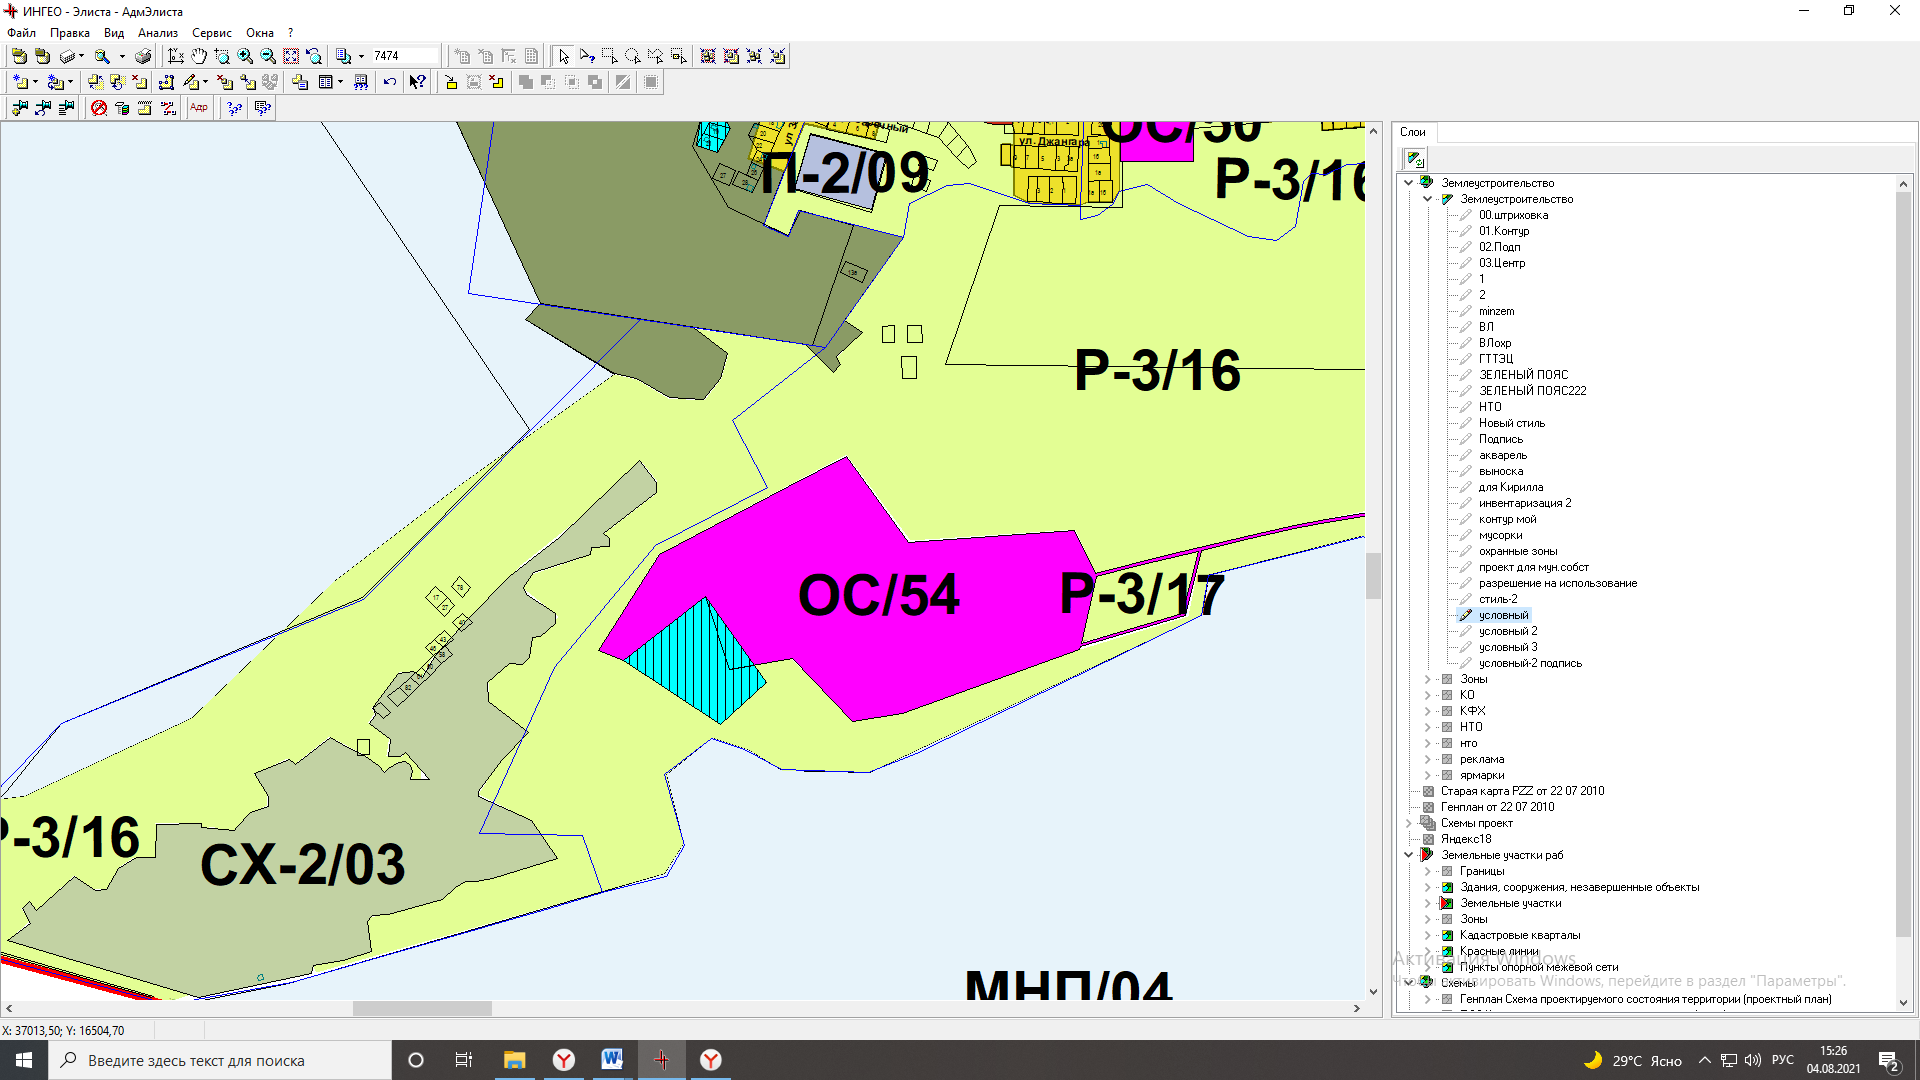 ИНГЕО - Элиста - АдмЭлиста
Файл Правка Вид Анализ Сервис Окна ?
7474
Адр
ОС/50
П-2/09
ул. Джангара
Р-3/16
Р-3/16
ОС/54
Р-3/17
Р-3/16
СХ-2/03
МНП/04
Слои
Землеустройство
Землеустройство
00.штриховка
01.Контур
02.Подп
03.Центр
1
2
minzem
ВЛ
ВЛохр
ГТТЭЦ
ЗЕЛЕНЫЙ ПОЯС
ЗЕЛЕНЫЙ ПОЯС222
НТО
Новый стиль
Подпись
акварель
выноска
для Кирилла
инвентаризация 2
контур мой
мусорки
охранные зоны
проект для мун.собст
разрешение на использование
стиль-2
условный
условный 2
условный 3
условный-2 подпись
Зоны
КО
КФХ
НТО
нто
реклама
ярмарки
Старая карта PZZ от 22 07 2010
Генплан от 22 07 2010
Схемы проект
Яндекс18
Земельные участки раб
Границы
Здания, сооружения, незавершенные объекты
Земельные участки
Зоны
Кадастровые кварталы
Красные линии
Пункты опорной межевой сети
Схемы
Генплан Схема проектируемого состояния территории (проектный план)
Активация Windows
Чтобы активировать Windows, перейдите в раздел "Параметры".
X: 37013,50; Y: 16504,70
Введите здесь текст для поиска
29°C Ясно
РУС
15:26
04.08.2021
2